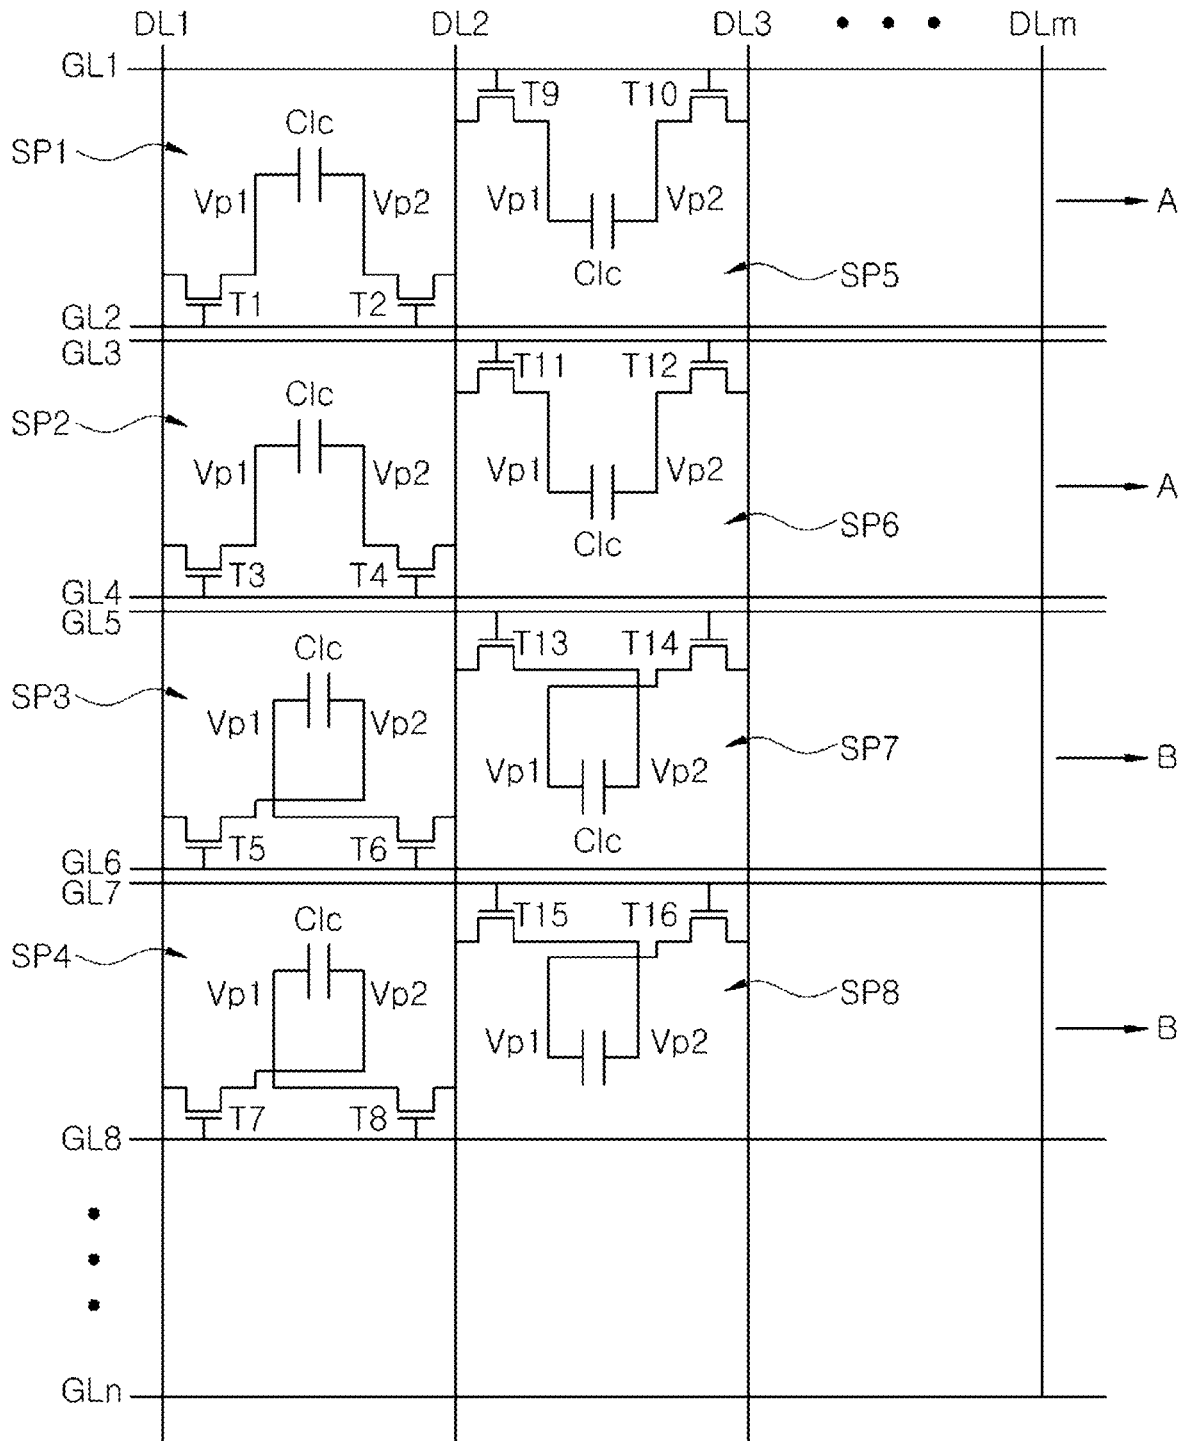 DL1 DL2 DL3 DLm
GL1
T9 T10
Clc
SP1
Vp1 Vp2 Vp1 Vp2 A
Clc SP5
T1 T2
GL2
GL3
T11 T12
Clc
SP2
Vp1 Vp2 Vp1 Vp2 A
SP6
Clc
T3 T4
GL4
GL5
T13 T14
Clc
SP3
Vp1 Vp2 SP7 B
Vp1 Vp2
Clc
T5 T6
GL6
GL7
T15 T16
Clc
SP4
Vp1 Vp2 SP8
Vp1 Vp2 B
T7 T8
GL8
GLn